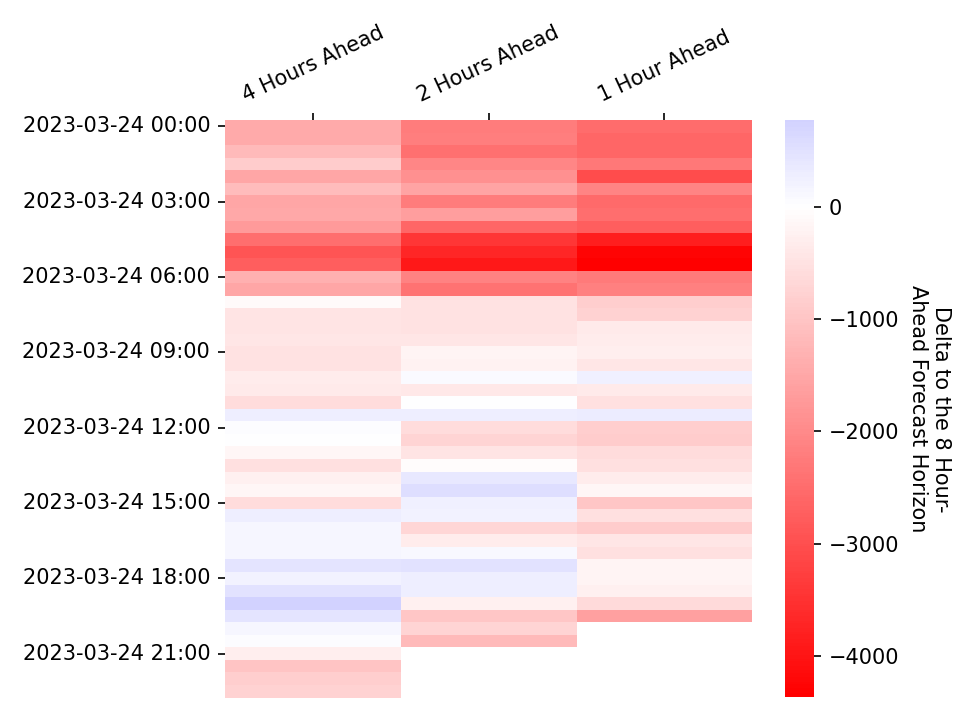 4 Hours Ahead
2 Hours Ahead
1 Hour Ahead
2023-03-24 00:00
2023-03-24 03:00
2023-03-24 06:00
2023-03-24 09:00
2023-03-24 12:00
2023-03-24 15:00
2023-03-24 18:00
2023-03-24 21:00
0
−1000
−2000
−3000
−4000
Delta to the 8 Hour-
Ahead Forecast Horizon